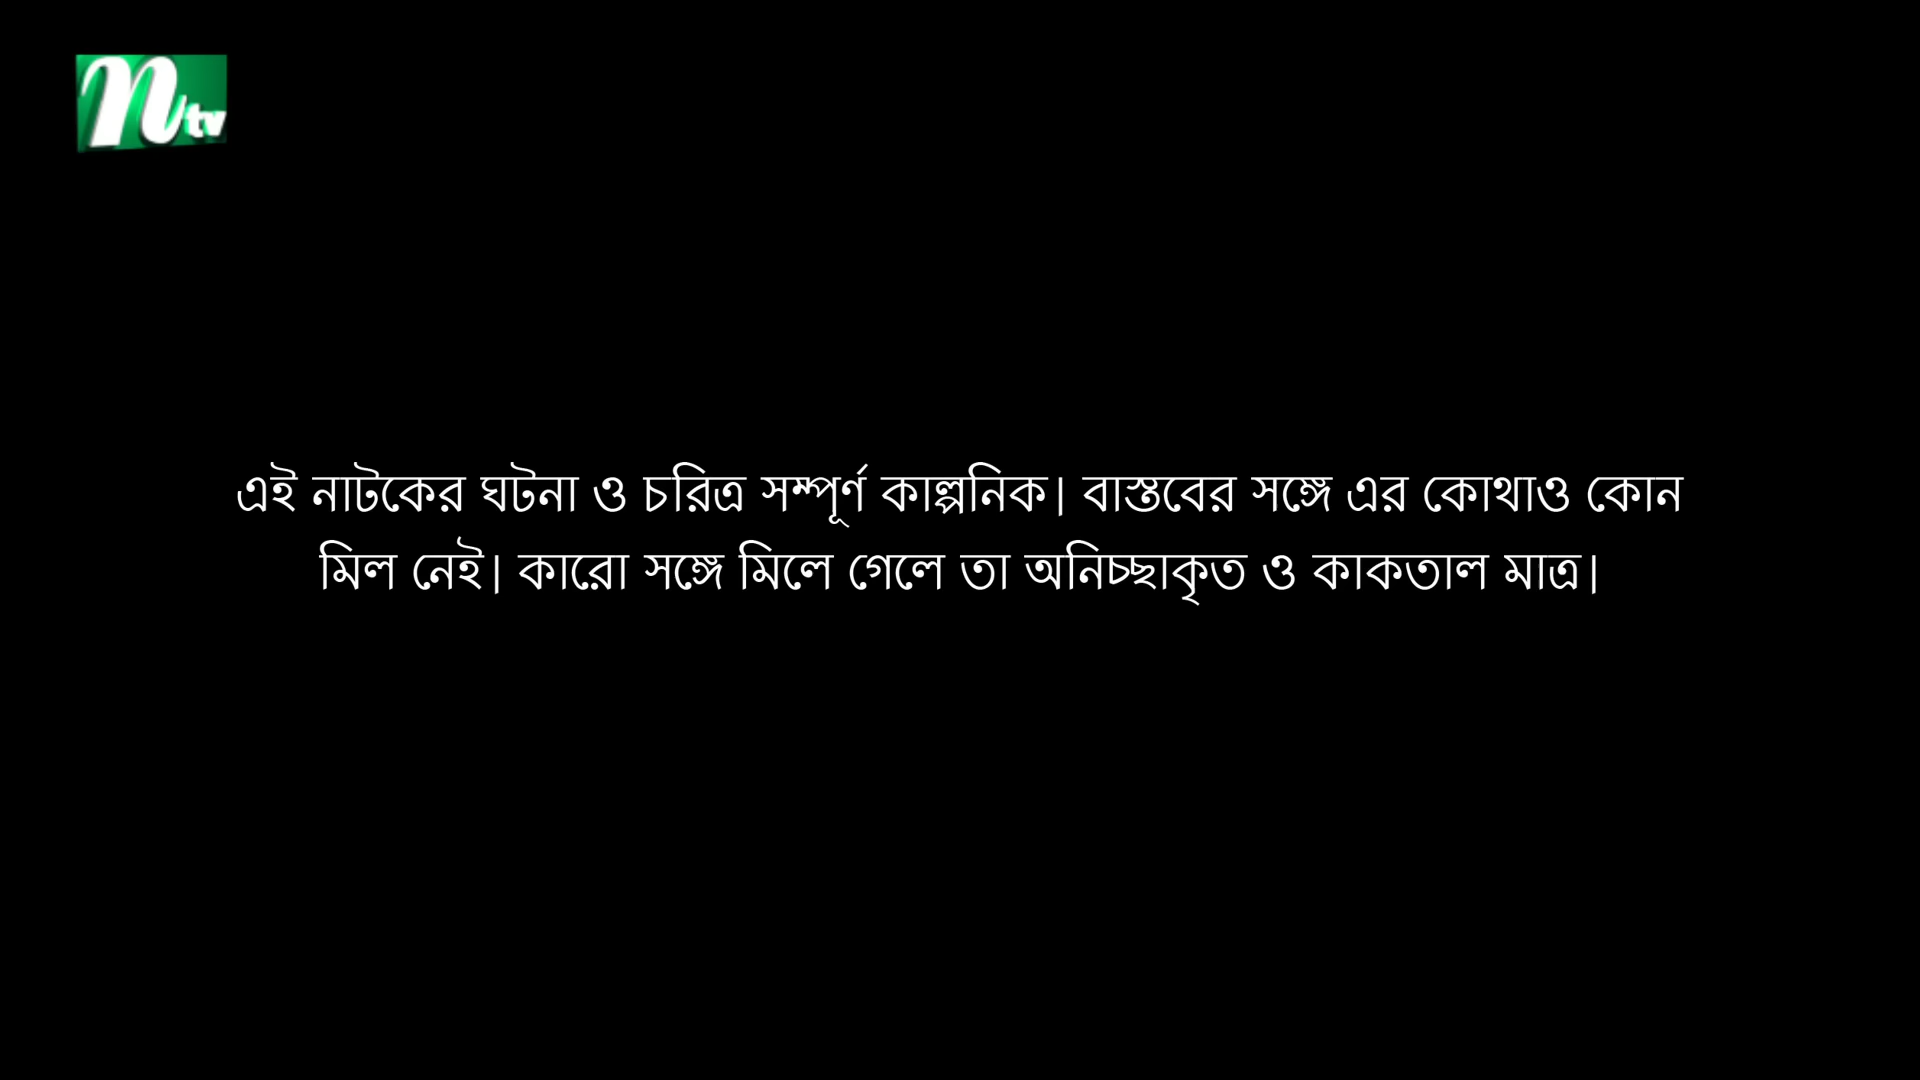 ntv
এই নাটকের ঘটনা ও চরিত্র সম্পূর্ণ কাল্পনিক। বাস্তবের সঙ্গে এর কোথাও কোন
মিল নেই। কারো সঙ্গে মিলে গেলে তা অনিচ্ছাকৃত ও কাকতাল মাত্র।